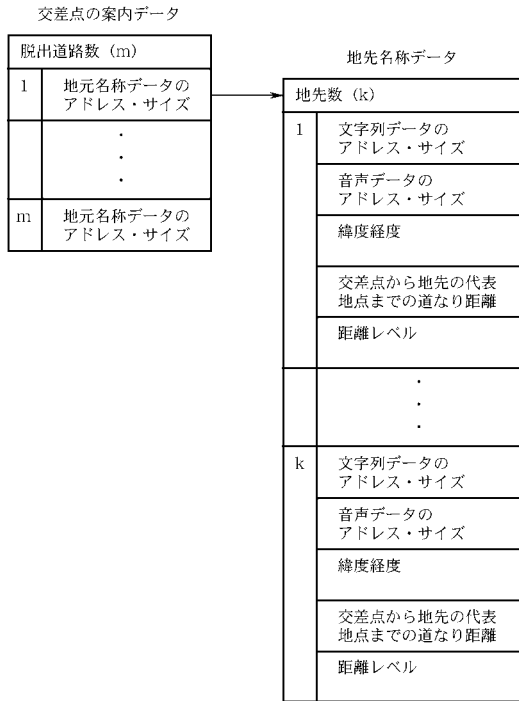 交差点の案内データ
脱出道路数（m）
1
地元名称データの
アドレス・サイズ
・
・
・
m
地元名称データの
アドレス・サイズ
地先名称データ
地先数（k）
1
文字列データの
アドレス・サイズ
音声データの
アドレス・サイズ
緯度経度
交差点から地先の代表
地点までの道なり距離
距離レベル
・
・
・
k
文字列データの
アドレス・サイズ
音声データの
アドレス・サイズ
緯度経度
交差点から地先の代表
地点までの道なり距離
距離レベル